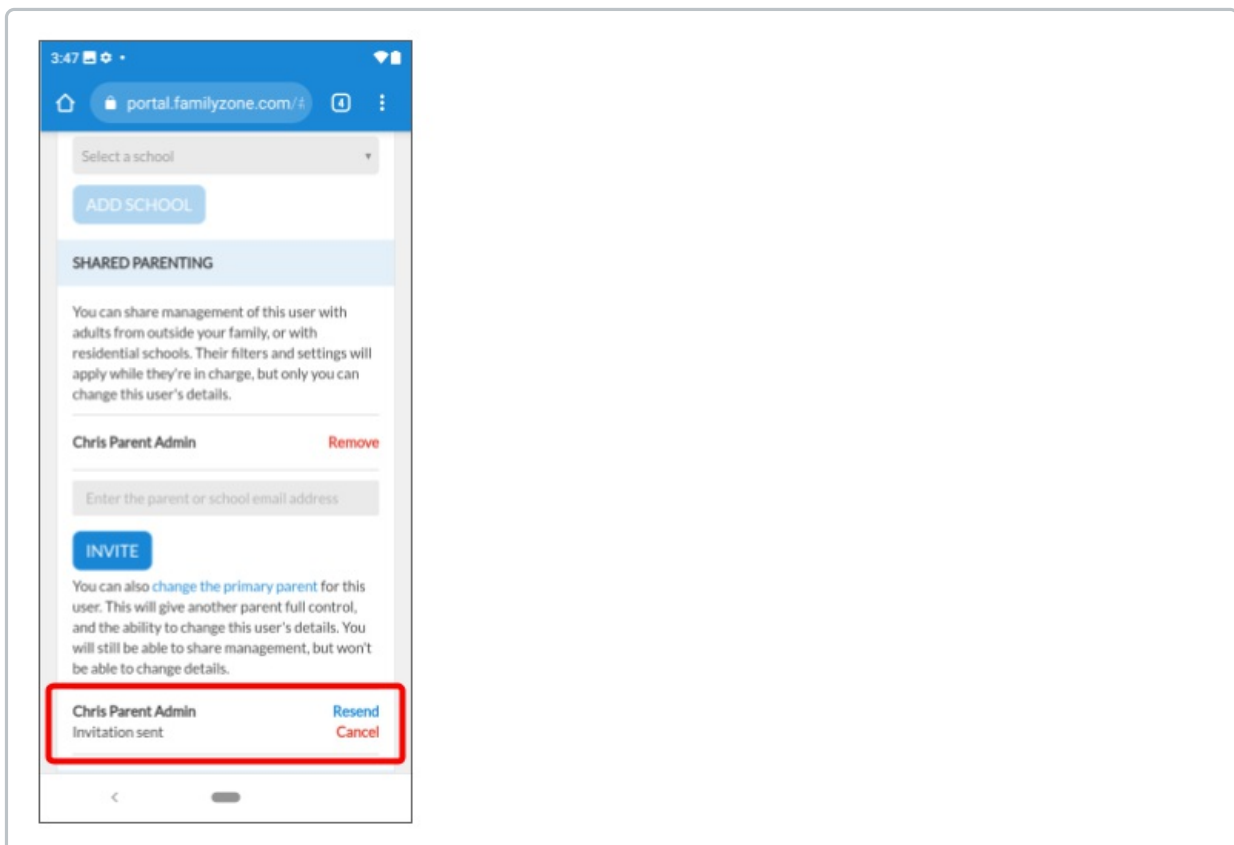 3:47
portal.familyzone.com/#
4
Select a school
ADD SCHOOL
SHARED PARENTING
You can share management of this user with
adults from outside your family, or with
residential schools. Their filters and settings will
apply while they're in charge, but only you can
change this user's details.
Chris Parent Admin Remove
Enter the parent or school email address
INVITE
You can also change the primary parent for this
user. This will give another parent full control,
and the ability to change this user's details. You
will still be able to share management, but won't
be able to change details.
Chris Parent Admin Resend
Invitation sent Cancel